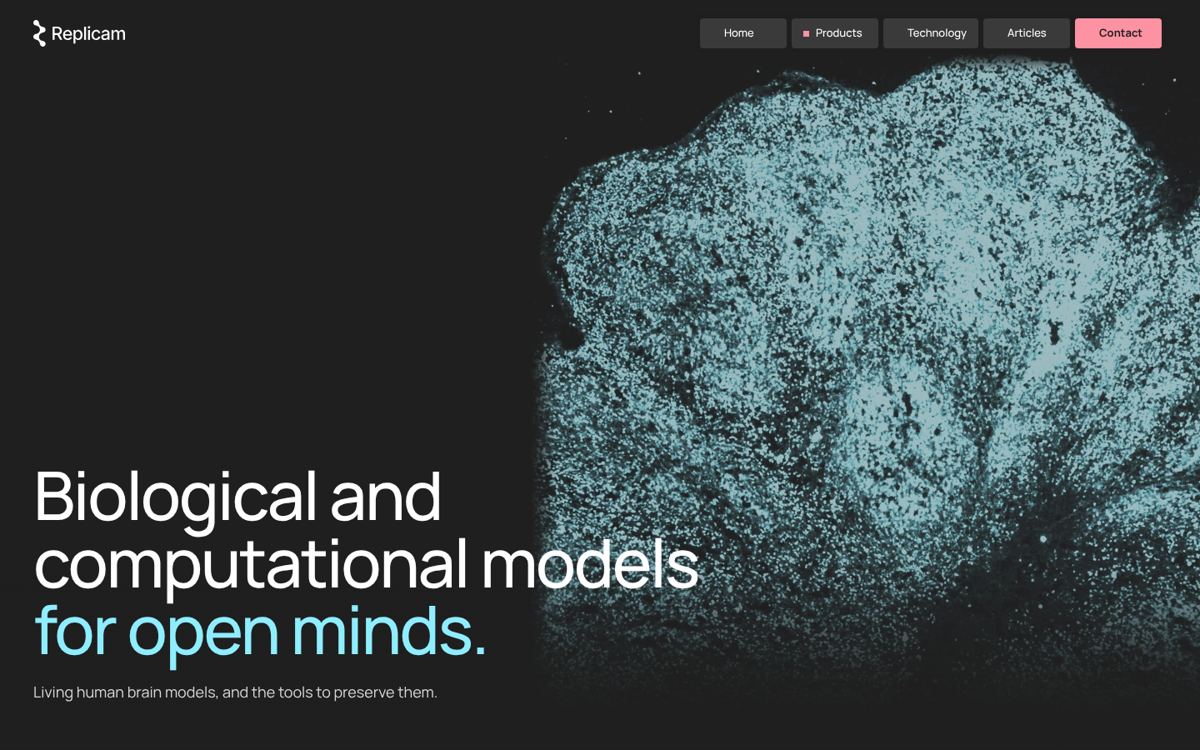 Replicam
Home
Products
Technology
Articles
Contact
Biological and
computational models
for open minds.
Living human brain models, and the tools to preserve them.